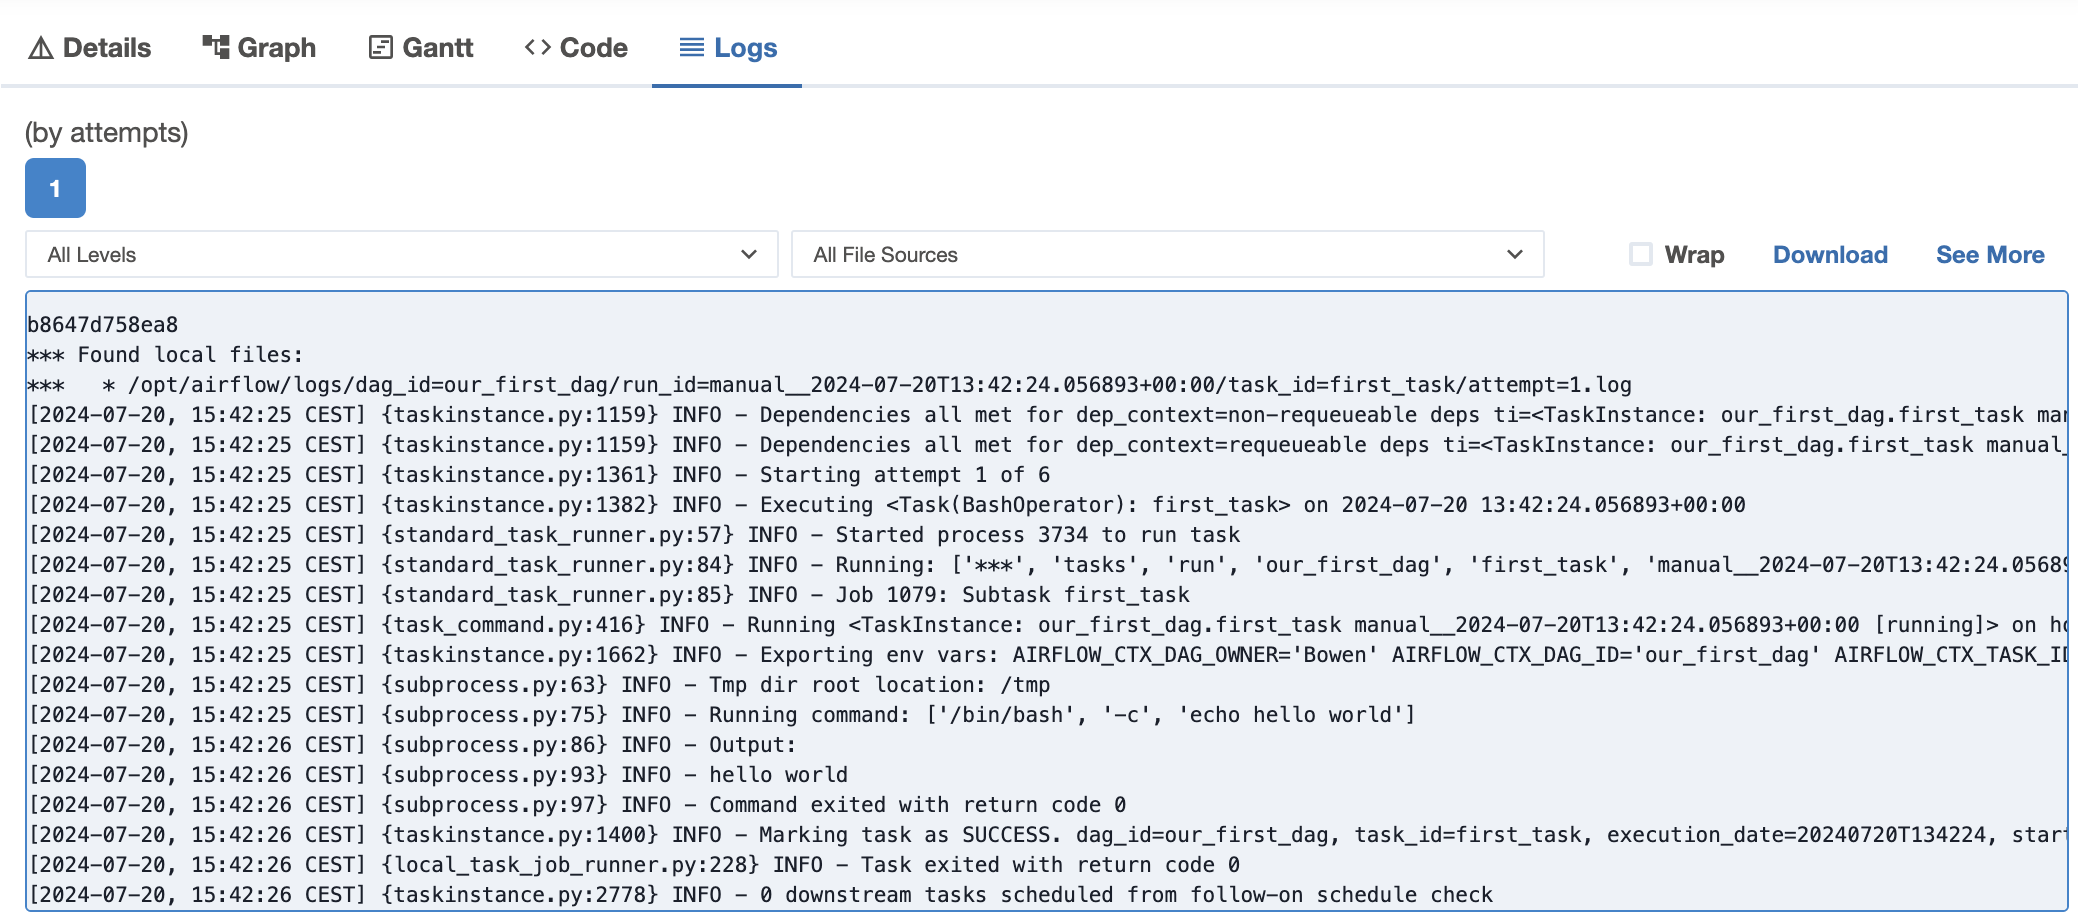 Details Graph Gantt Code Logs
(by attempts)
1
All Levels All File Sources Wrap Download See More
b8647d758ea8
*** Found local files:
***   * /opt/airflow/logs/dag_id=our_first_dag/run_id=manual__2024-07-20T13:42:24.056893+00:00/task_id=first_task/attempt=1.log
[2024-07-20, 15:42:25 CEST] {taskinstance.py:1159} INFO - Dependencies all met for dep_context=non-requeueable deps ti=<TaskInstance: our_first_dag.first_task
[2024-07-20, 15:42:25 CEST] {taskinstance.py:1159} INFO - Dependencies all met for dep_context=requeueable deps ti=<TaskInstance: our_first_dag.first_task manual_
[2024-07-20, 15:42:25 CEST] {taskinstance.py:1361} INFO - Starting attempt 1 of 6
[2024-07-20, 15:42:25 CEST] {taskinstance.py:1382} INFO - Executing <Task(BashOperator): first_task> on 2024-07-20 13:42:24.056893+00:00
[2024-07-20, 15:42:25 CEST] {standard_task_runner.py:57} INFO - Started process 3734 to run task
[2024-07-20, 15:42:25 CEST] {standard_task_runner.py:84} INFO - Running: ['***', 'tasks', 'run', 'our_first_dag', 'first_task', 'manual__2024-07-20T13:42:24.05689
[2024-07-20, 15:42:25 CEST] {standard_task_runner.py:85} INFO - Job 1079: Subtask first_task
[2024-07-20, 15:42:25 CEST] {task_command.py:416} INFO - Running <TaskInstance: our_first_dag.first_task manual__2024-07-20T13:42:24.056893+00:00 [running]> on
[2024-07-20, 15:42:25 CEST] {taskinstance.py:1662} INFO - Exporting env vars: AIRFLOW_CTX_DAG_OWNER='Bowen' AIRFLOW_CTX_DAG_ID='our_first_dag' AIRFLOW_CTX_TASK_ID
[2024-07-20, 15:42:25 CEST] {subprocess.py:63} INFO - Tmp dir root location: /tmp
[2024-07-20, 15:42:25 CEST] {subprocess.py:75} INFO - Running command: ['/bin/bash', '-c', 'echo hello world']
[2024-07-20, 15:42:26 CEST] {subprocess.py:86} INFO - Output:
[2024-07-20, 15:42:26 CEST] {subprocess.py:93} INFO - hello world
[2024-07-20, 15:42:26 CEST] {subprocess.py:97} INFO - Command exited with return code 0
[2024-07-20, 15:42:26 CEST] {taskinstance.py:1400} INFO - Marking task as SUCCESS. dag_id=our_first_dag, task_id=first_task, execution_date=20240720T134224,
[2024-07-20, 15:42:26 CEST] {local_task_job_runner.py:228} INFO - Task exited with return code 0
[2024-07-20, 15:42:26 CEST] {taskinstance.py:2778} INFO - 0 downstream tasks scheduled from follow-on schedule check